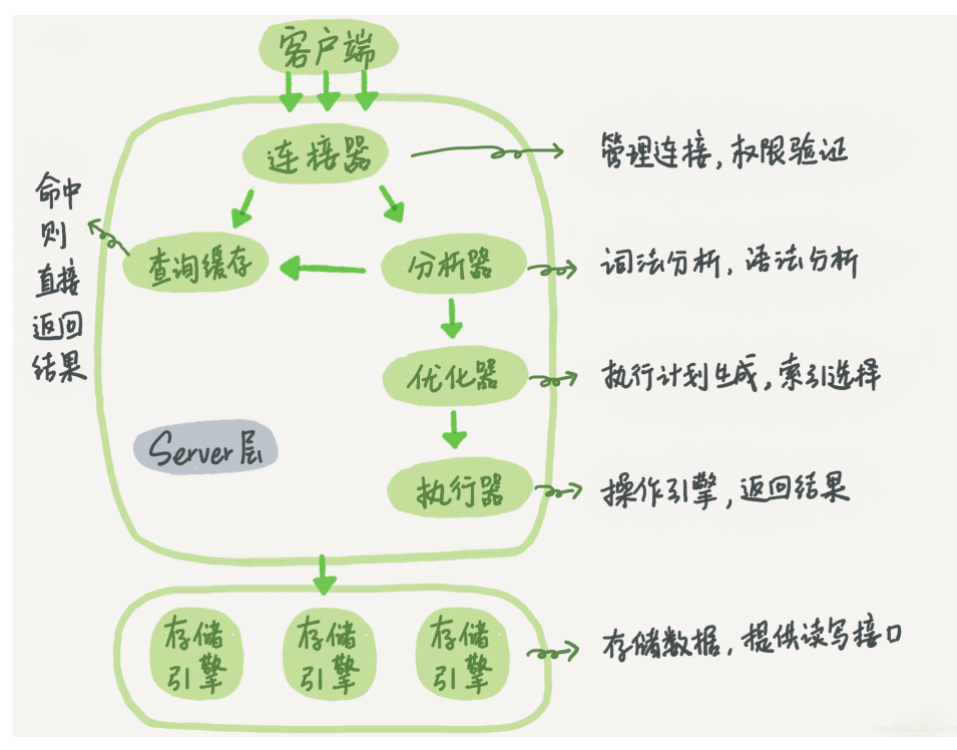 客户端
连接器
管理连接，权限验证
命中
则
直接
返回
结果
查询缓存
分析器
词法分析，语法分析
优化器
执行计划生成，索引选择
Server层
执行器
操作引擎，返回结果
存储
引擎
存储
引擎
存储
引擎
存储数据，提供读写接口